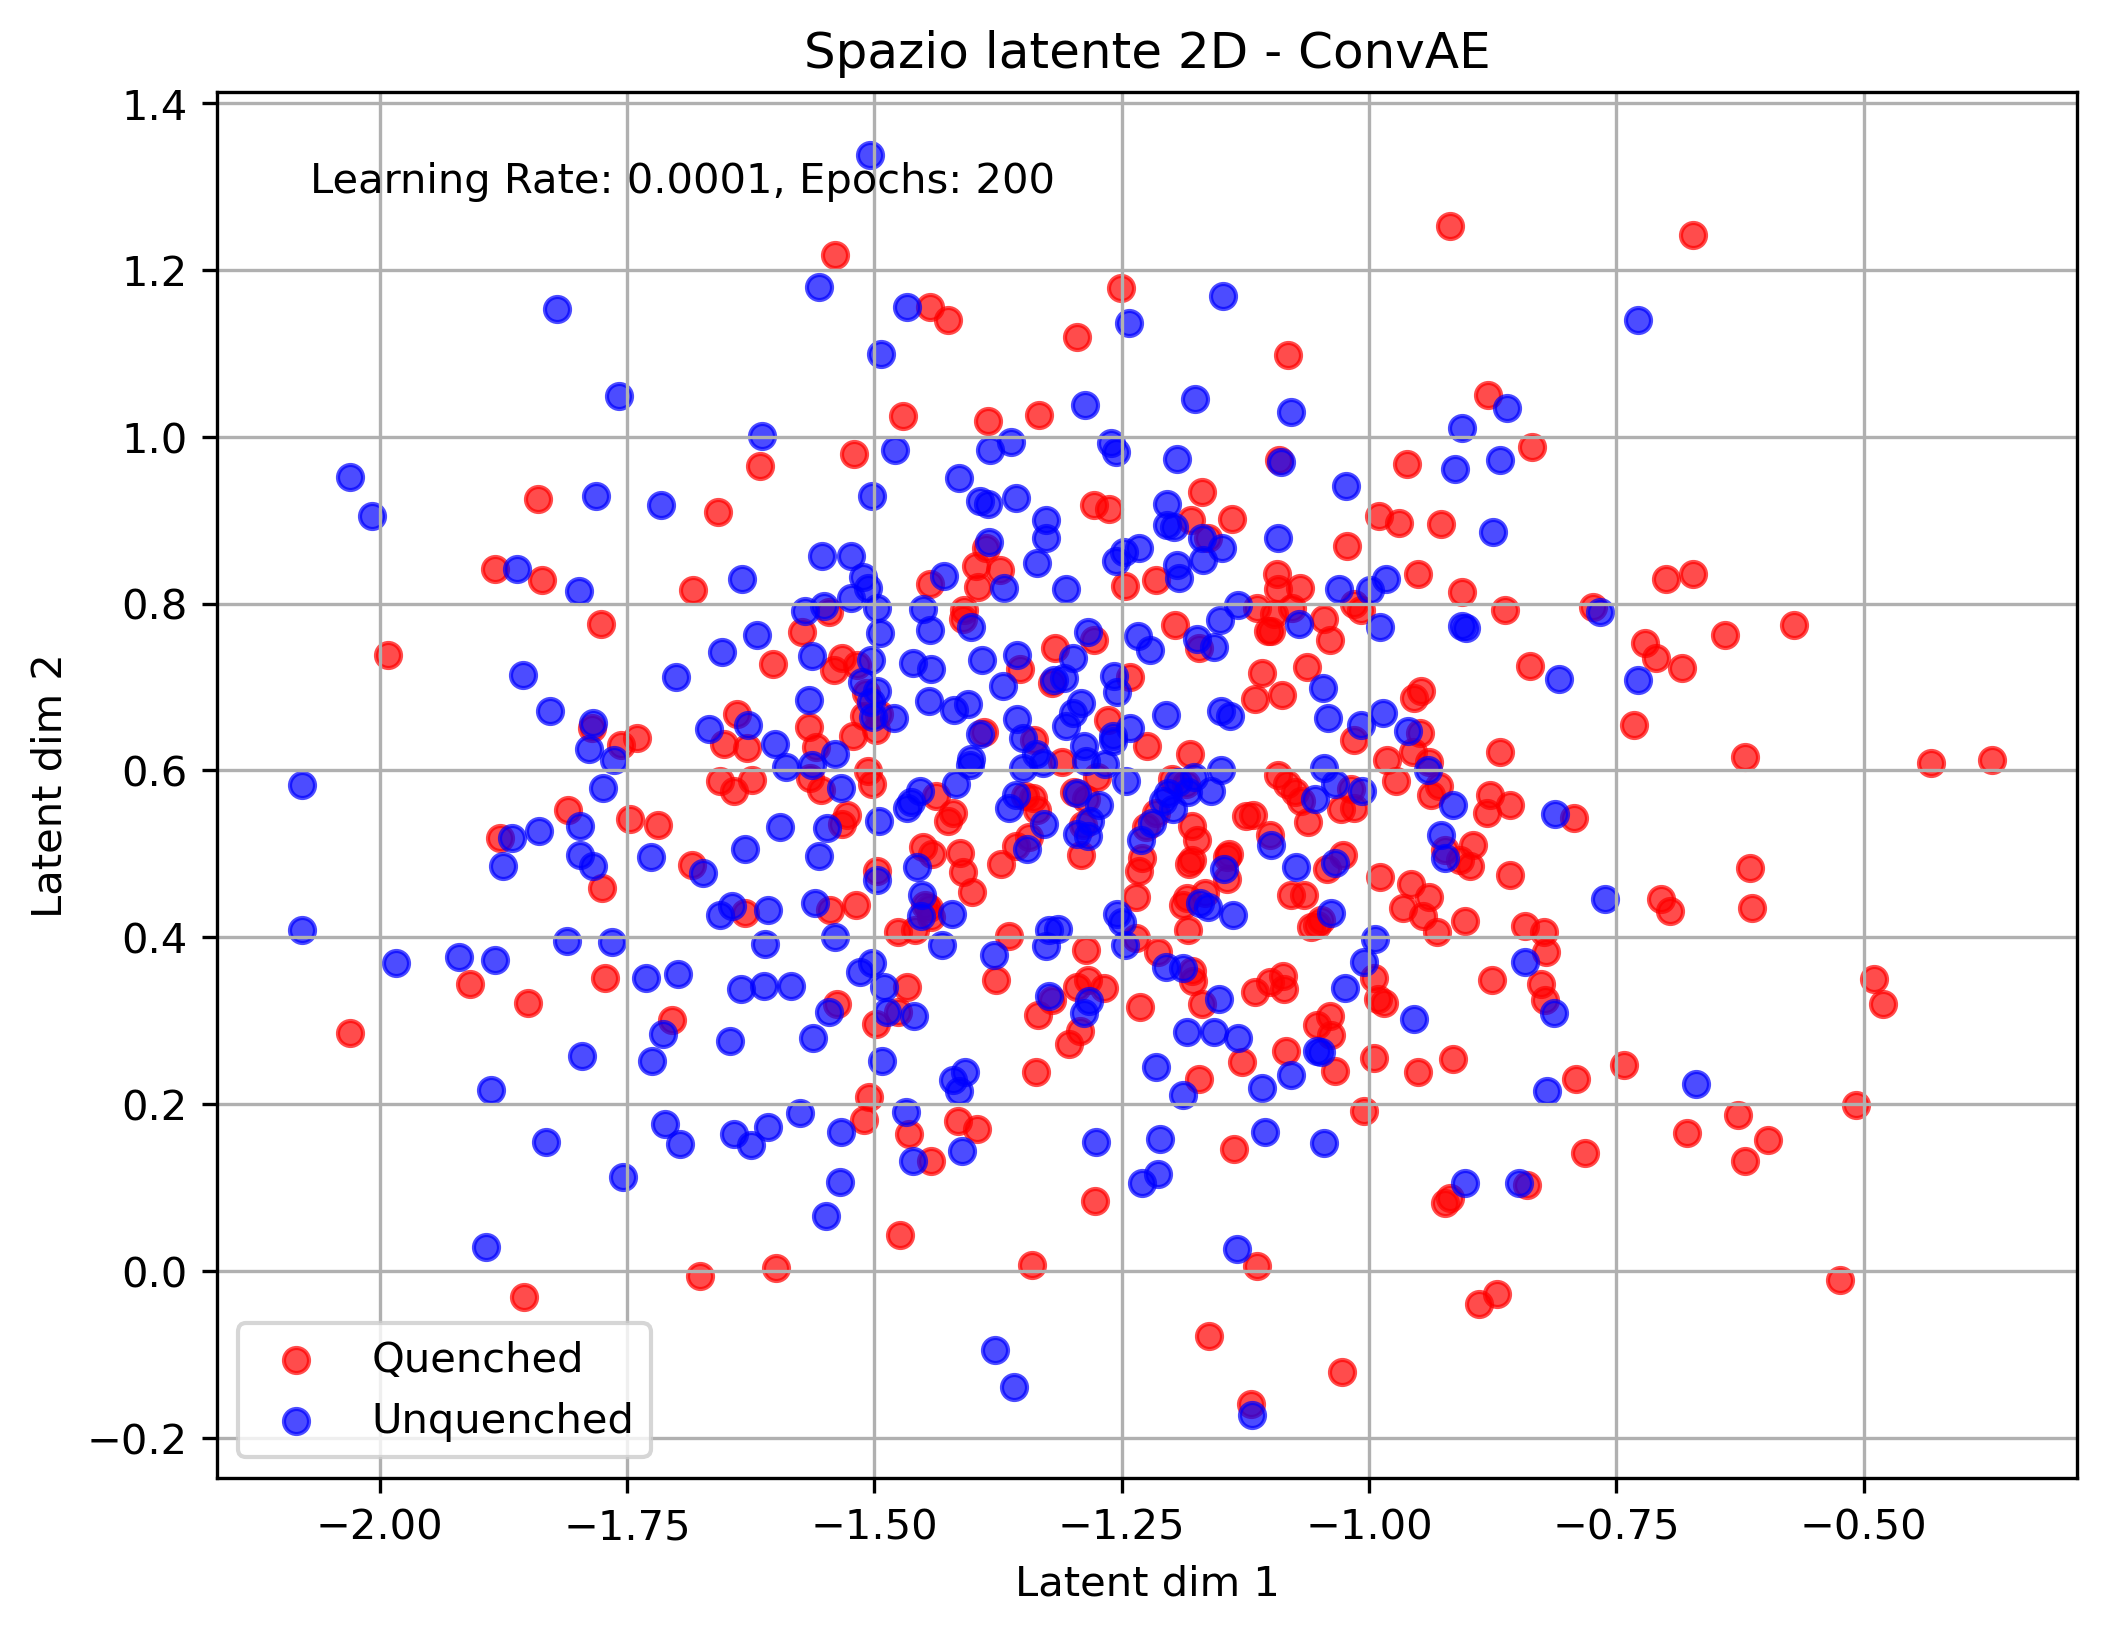 Spazio latente 2D - ConvAE
Learning Rate: 0.0001, Epochs: 200
Latent dim 2
1.4
1.2
1.0
0.8
0.6
0.4
0.2
0.0
−0.2
Quenched
Unquenched
−2.00 −1.75 −1.50 −1.25 −1.00 −0.75 −0.50
Latent dim 1